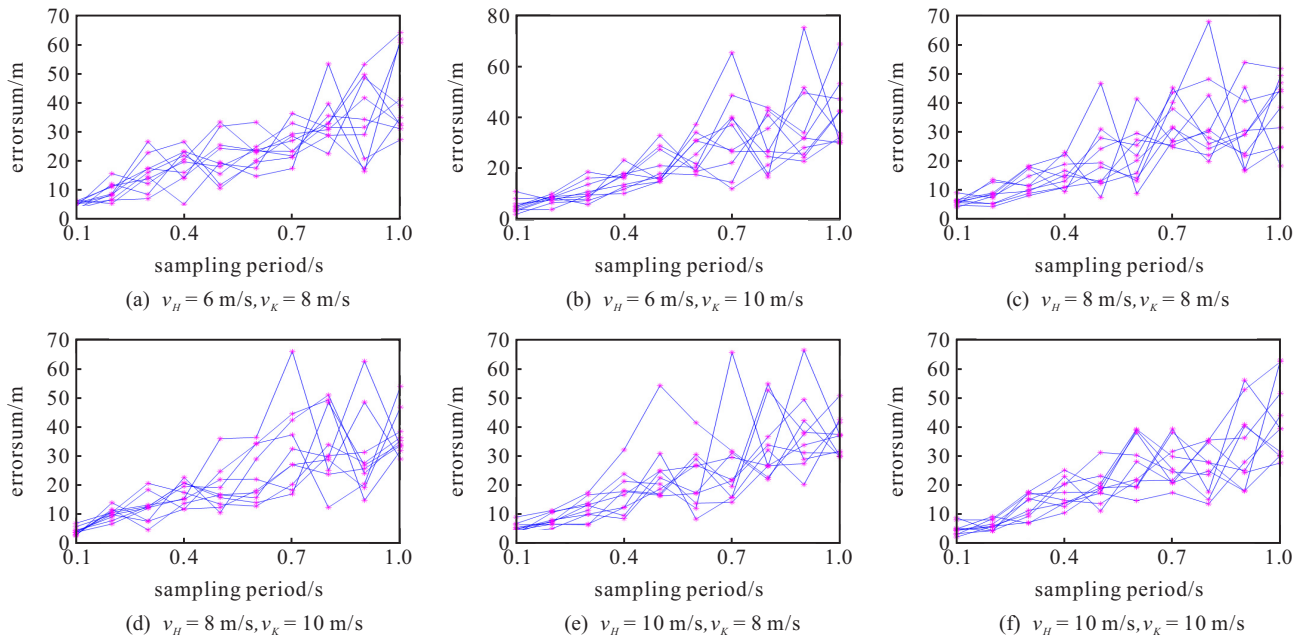 70
60
50
40
30
20
10
0
errorsum/m
0.1 0.4 0.7 1.0
sampling period/s
(a) v_H = 6 m/s, v_K = 8 m/s
80
60
40
20
0
errorsum/m
0.1 0.4 0.7 1.0
sampling period/s
(b) v_H = 6 m/s, v_K = 10 m/s
70
60
50
40
30
20
10
0
errorsum/m
0.1 0.4 0.7 1.0
sampling period/s
(c) v_H = 8 m/s, v_K = 8 m/s
70
60
50
40
30
20
10
0
errorsum/m
0.1 0.4 0.7 1.0
sampling period/s
(d) v_H = 8 m/s, v_K = 10 m/s
70
60
50
40
30
20
10
0
errorsum/m
0.1 0.4 0.7 1.0
sampling period/s
(e) v_H = 10 m/s, v_K = 8 m/s
70
60
50
40
30
20
10
0
errorsum/m
0.1 0.4 0.7 1.0
sampling period/s
(f) v_H = 10 m/s, v_K = 10 m/s